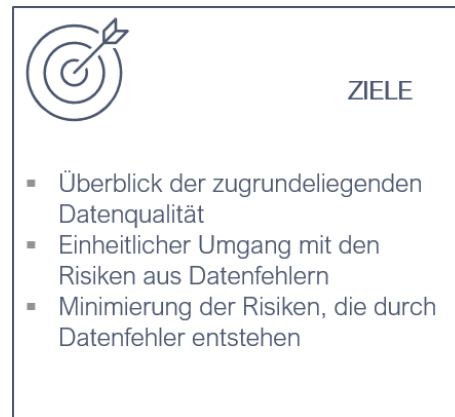 ZIELE
▪ Überblick der zugrundeliegenden
Datenqualität
▪ Einheitlicher Umgang mit den
Risiken aus Datenfehlern
▪ Minimierung der Risiken, die durch
Datenfehler entstehen